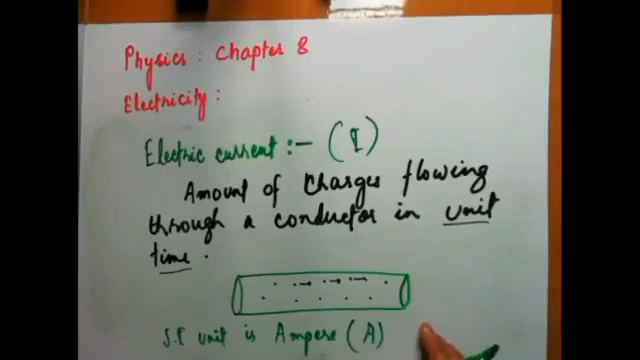 Physics : Chapter 8
Electricity :
Electric current :- (I)
Amount of charges flowing
through a conductor in unit
time .
S.I unit is Ampere (A)